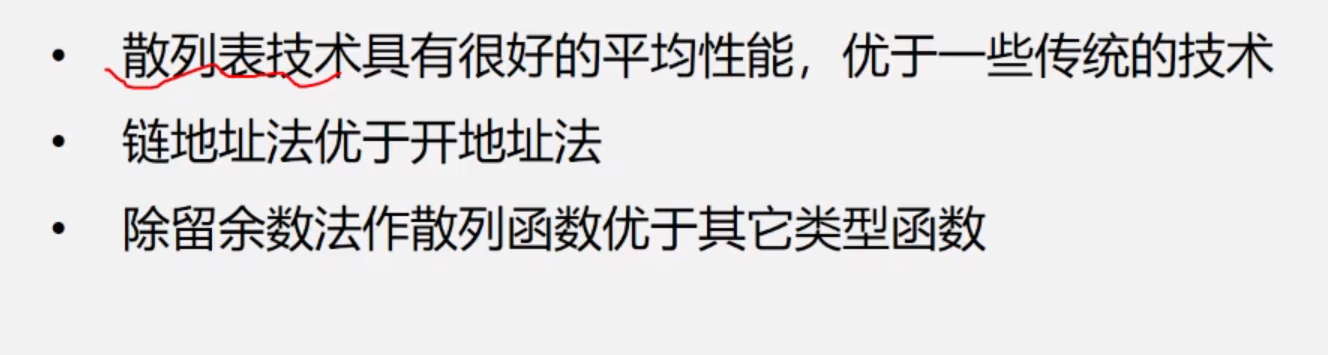 • 散列表技术具有很好的平均性能，优于一些传统的技术
• 链地址法优于开地址法
• 除留余数法作散列函数优于其它类型函数